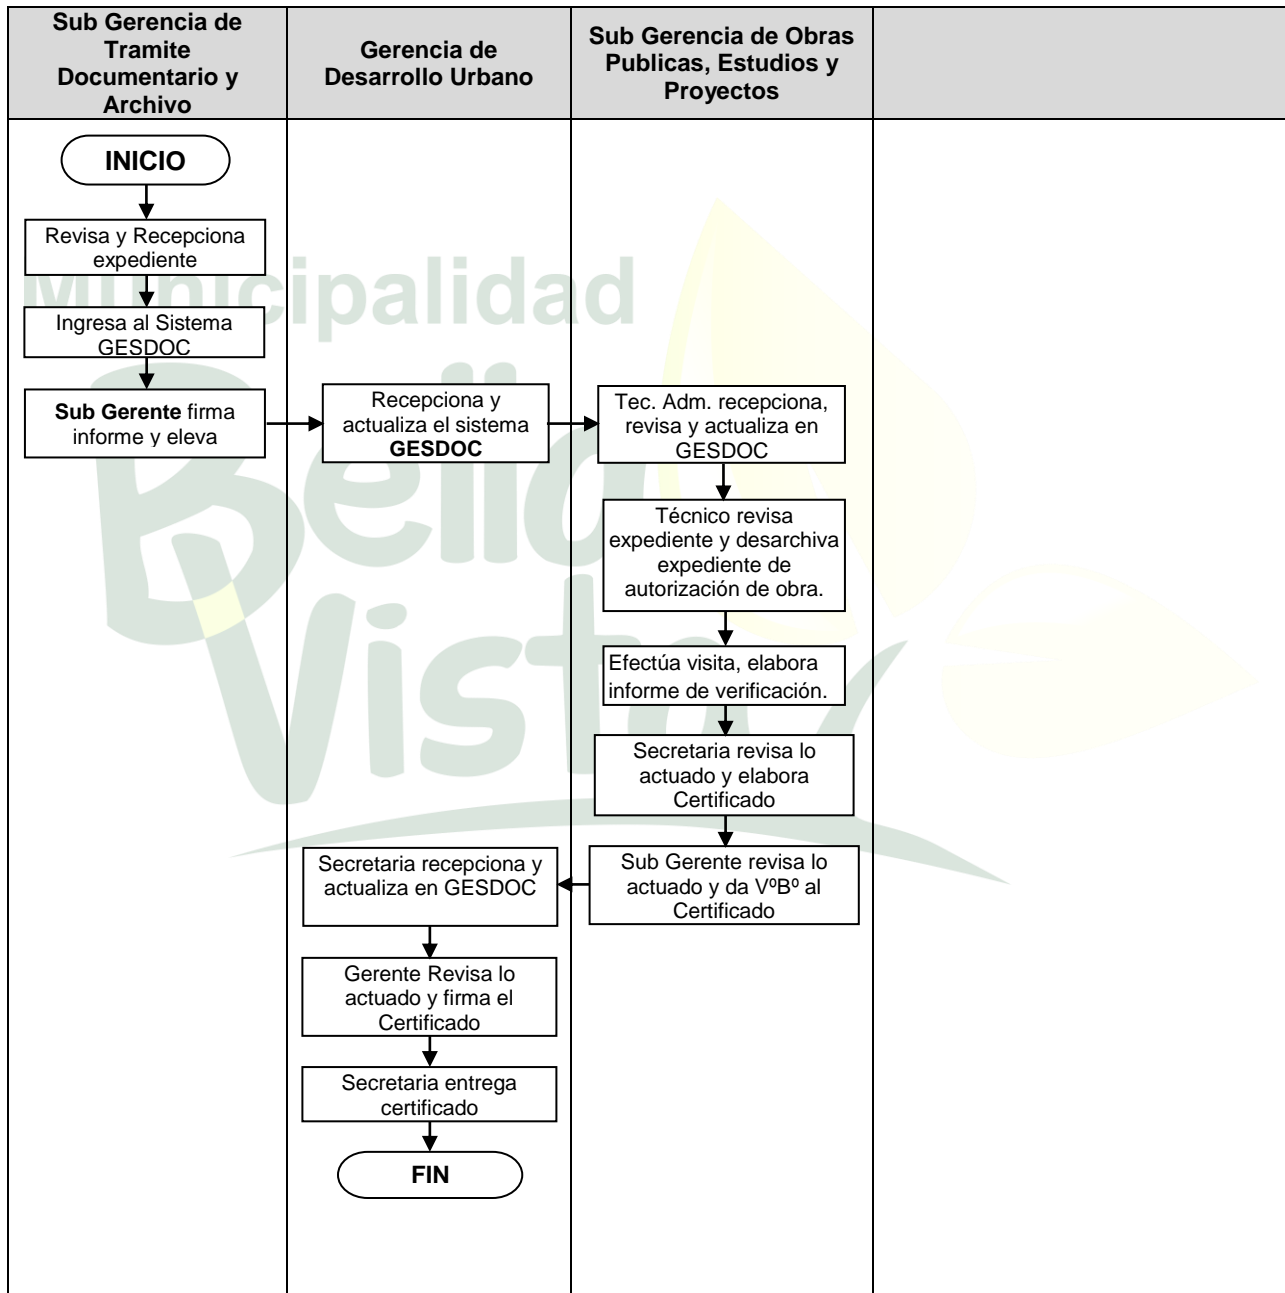 Sub Gerencia de
Tramite
Documentario y
Archivo
Gerencia de
Desarrollo Urbano
Sub Gerencia de Obras
Publicas, Estudios y
Proyectos
INICIO
Revisa y Recepciona
expediente
Municipalidad
Ingresa al Sistema
GESDOC
Bella
Vista
Sub Gerente firma
informe y eleva
Recepciona y
actualiza el sistema
GESDOC
Tec. Adm. recepciona,
revisa y actualiza en
GESDOC
Técnico revisa
expediente y desarchiva
expediente de
autorización de obra.
Efectúa visita, elabora
informe de verificación.
Secretaria revisa lo
actuado y elabora
Certificado
Sub Gerente revisa lo
actuado y da VºBº al
Certificado
Secretaria recepciona y
actualiza en GESDOC
Gerente Revisa lo
actuado y firma el
Certificado
Secretaria entrega
certificado
FIN